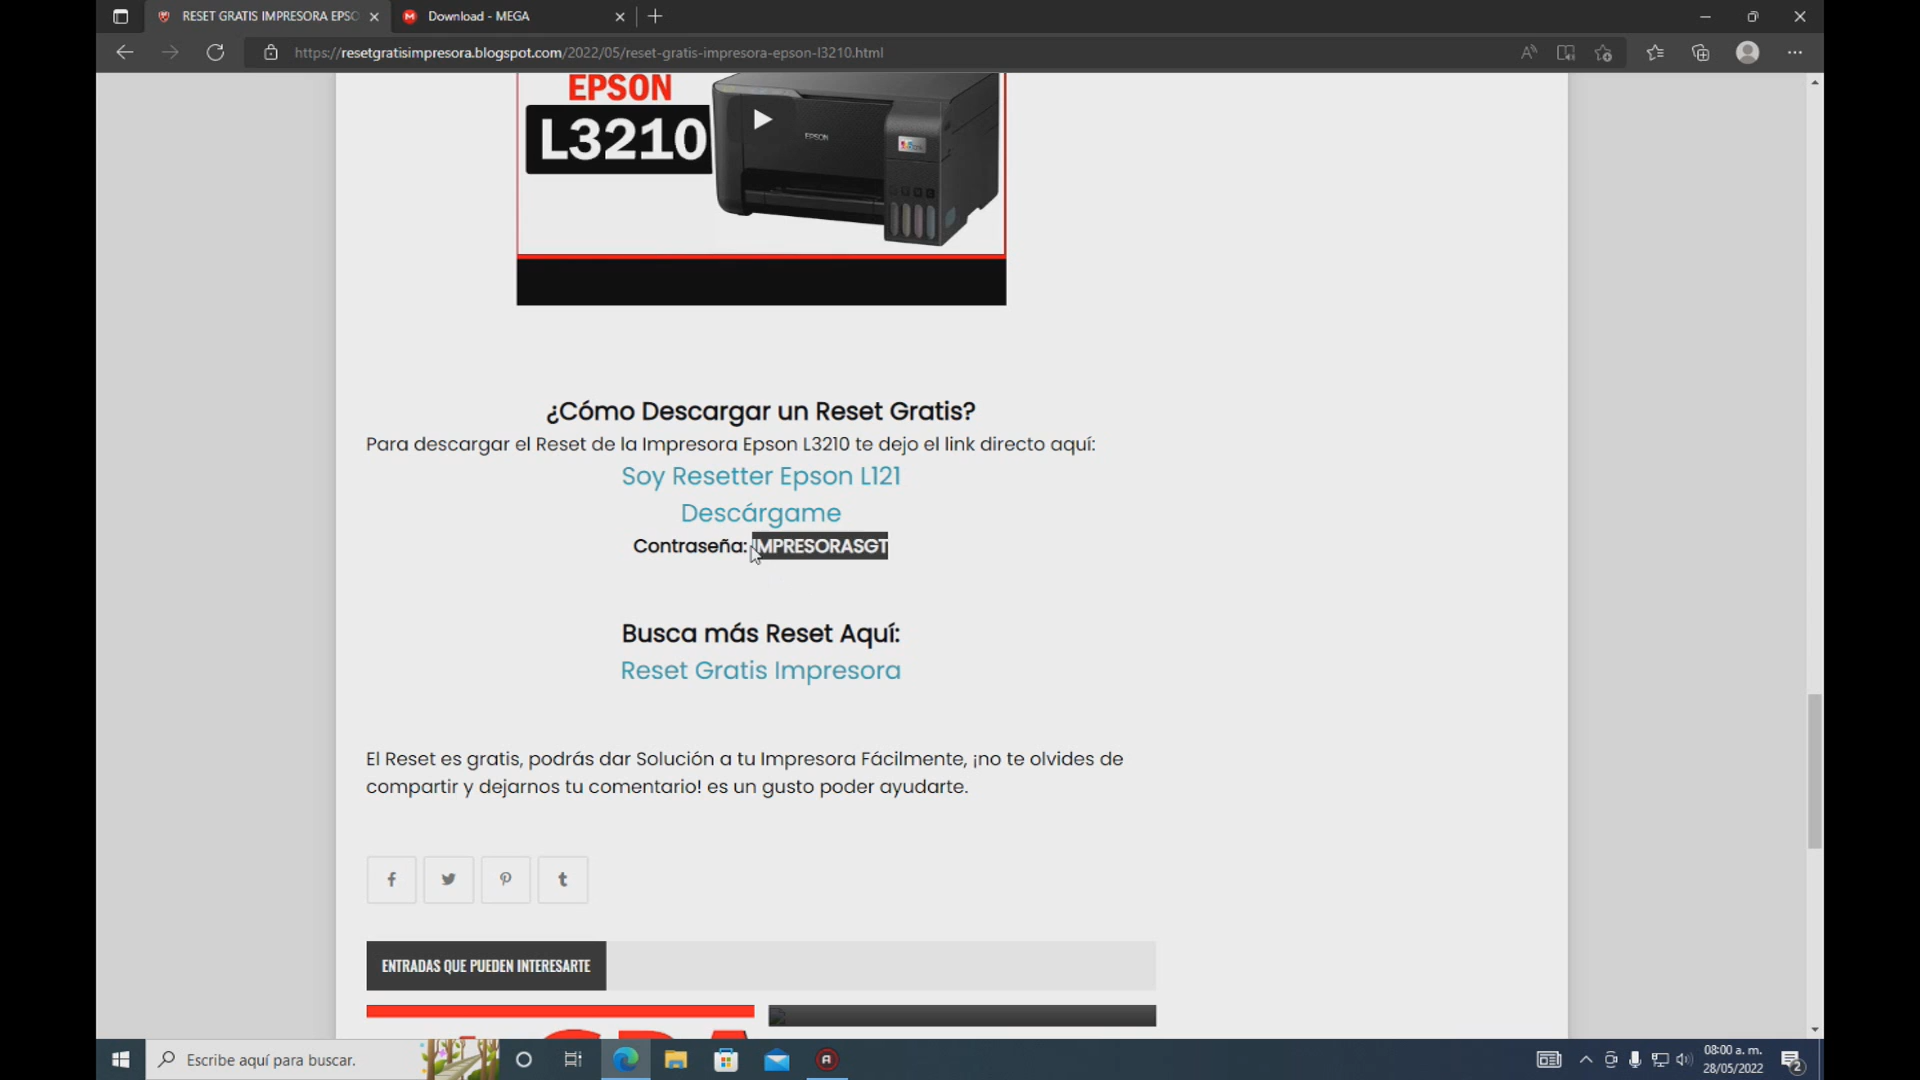 RESET GRATIS IMPRESORA EPSO
Download - MEGA
https://resetgratisimpresora.blogspot.com/2022/05/reset-gratis-impresora-epson-l3210.html
EPSON
L3210
EPSON
¿Cómo Descargar un Reset Gratis?
Para descargar el Reset de la Impresora Epson L3210 te dejo el link directo aquí:
Soy Resetter Epson L121
Descárgame
Contraseña: IMPRESORASGT
Busca más Reset Aquí:
Reset Gratis Impresora
El Reset es gratis, podrás dar Solución a tu Impresora Fácilmente, ¡no te olvides de
compartir y dejarnos tu comentario! es un gusto poder ayudarte.
ENTRADAS QUE PUEDEN INTERESARTE
Escribe aquí para buscar.
08:00 a. m.
28/05/2022
2